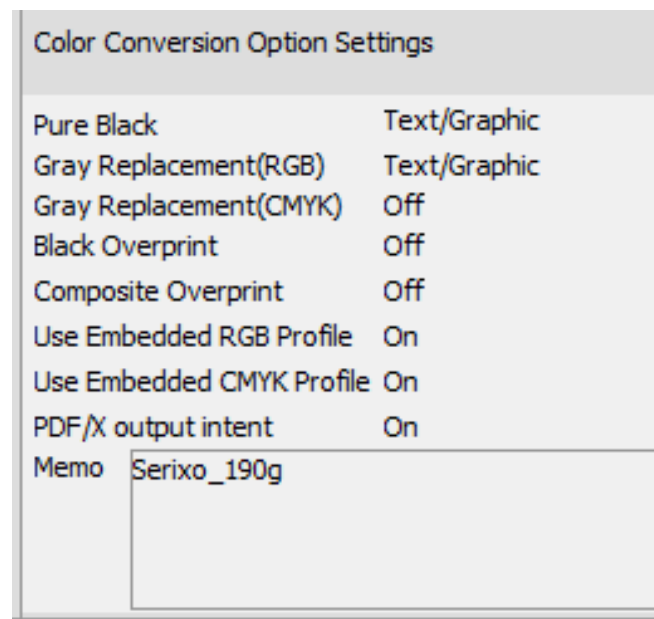 Color Conversion Option Settings
Pure Black Text/Graphic
Gray Replacement(RGB) Text/Graphic
Gray Replacement(CMYK) Off
Black Overprint Off
Composite Overprint Off
Use Embedded RGB Profile On
Use Embedded CMYK Profile On
PDF/X output intent On
Memo Serixo_190g